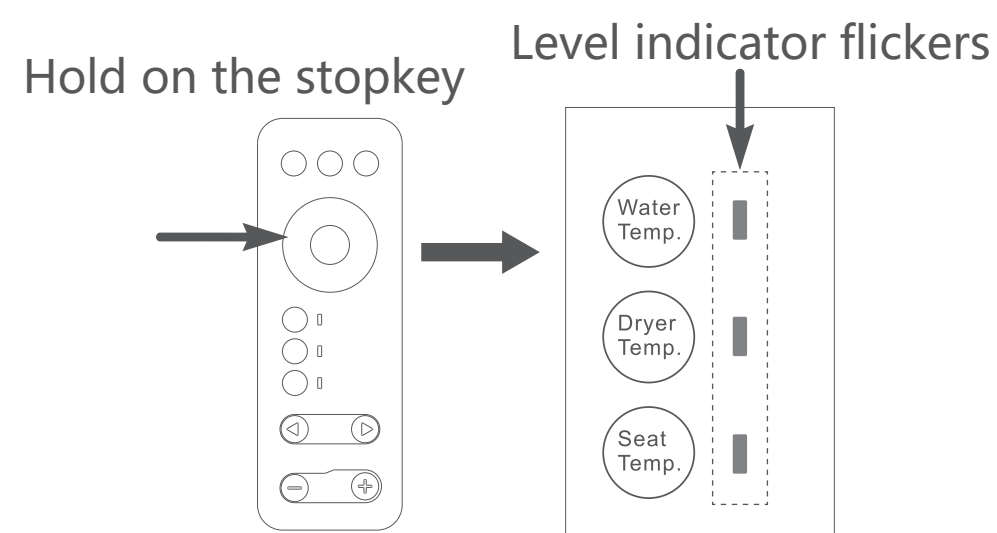 Level indicator flickers
Hold on the stopkey
Water
Temp.
Dryer
Temp.
Seat
Temp.